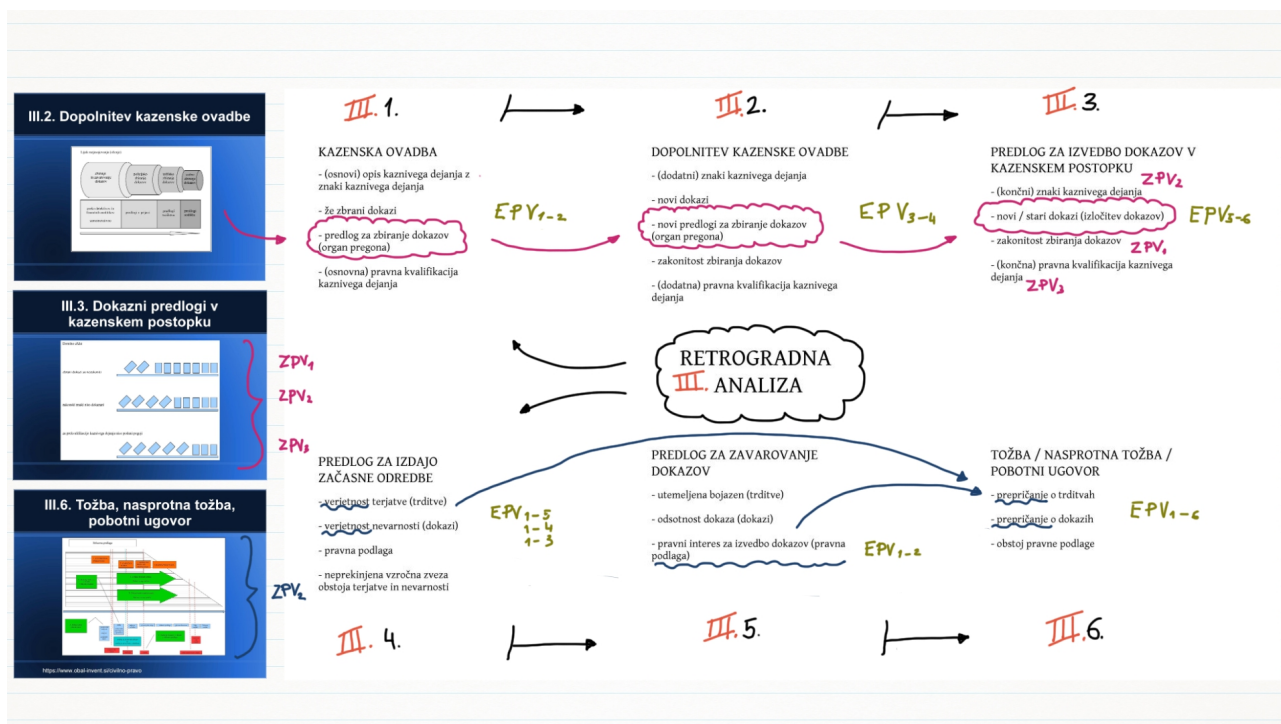 III.2. Dopolnitev kazenske ovadbe
III.3. Dokazni predlogi v
kazenskem postopku
III.6. Tožba, nasprotna tožba,
pobotni ugovor
https://www.obal-invent.si/civilno-pravo
ZPV1
ZPV2
ZPV3
ZPV2
III. 1.
KAZENSKA OVADBA
- (osnovi) opis kaznivega dejanja z
znaki kaznivega dejanja
- že zbrani dokazi
- predlog za zbiranje dokazov
(organ pregona)
- (osnovna) pravna kvalifikacija
kaznivega dejanja
EPV1-2
III. 2.
DOPOLNITEV KAZENSKE OVADBE
- (dodatni) znaki kaznivega dejanja
- novi dokazi
- novi predlogi za zbiranje dokazov
(organ pregona)
- zakonitost zbiranja dokazov
- (dodatna) pravna kvalifikacija kaznivega
dejanja
EPV3-4
III. 3.
PREDLOG ZA IZVEDBO DOKAZOV V
KAZENSKEM POSTOPKU
- (končni) znaki kaznivega dejanja ZPV2
- novi / stari dokazi (izločitev dokazov)
EPV5-6
- zakonitost zbiranja dokazov ZPV1
- (končna) pravna kvalifikacija kaznivega
dejanja ZPV3
RETROGRADNA
III. ANALIZA
PREDLOG ZA IZDAJO
ZAČASNE ODREDBE
- verjetnost terjatve (trditve)
- verjetnost nevarnosti (dokazi)
- pravna podlaga
- neprekinjena vzročna zveza
obstoja terjatve in nevarnosti
EPV1-5
1-4
1-3
III. 4.
PREDLOG ZA ZAVAROVANJE
DOKAZOV
- utemeljena bojazen (trditve)
- odsotnost dokaza (dokazi)
- pravni interes za izvedbo dokazov (pravna
podlaga)
EPV1-2
III. 5.
TOŽBA / NASPROTNA TOŽBA /
POBOTNI UGOVOR
- prepričanje o trditvah
- prepričanje o dokazih
- obstoj pravne podlage
EPV1-6
III. 6.